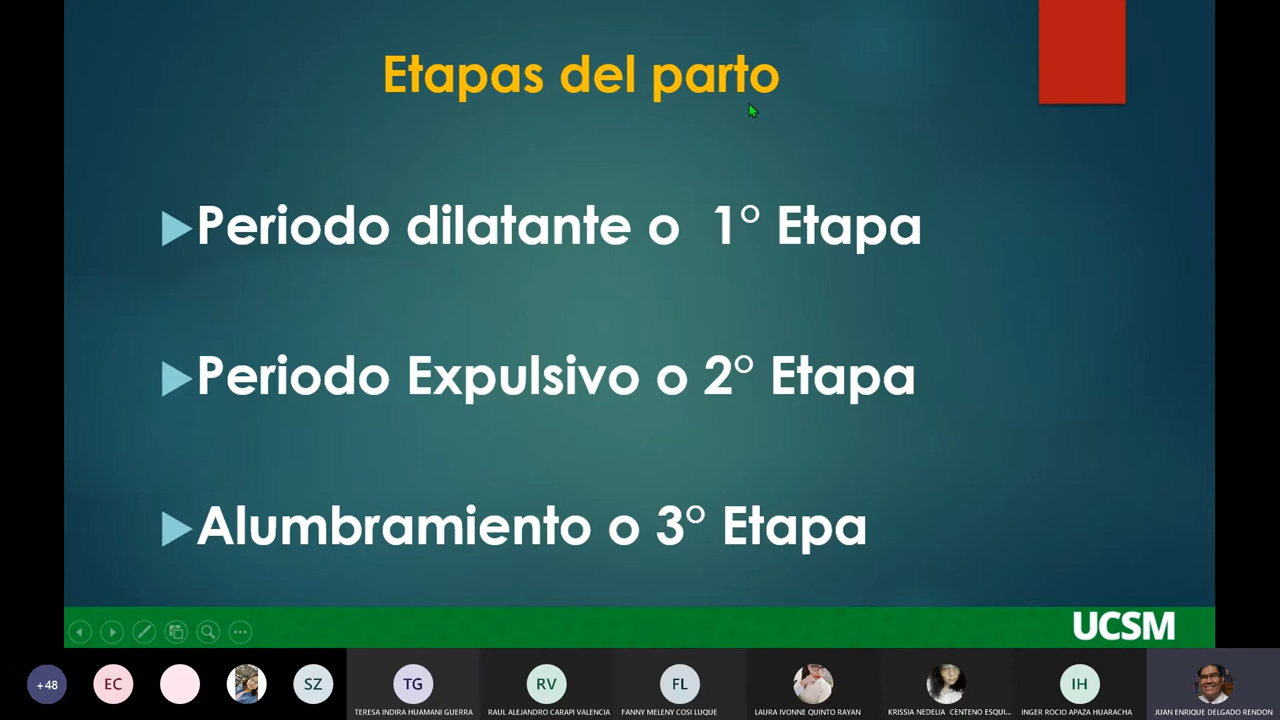 Etapas del parto
Periodo dilatante o 1° Etapa
Periodo Expulsivo o 2° Etapa
Alumbramiento o 3° Etapa
UCSM
+48
EC
SZ
TG
RV
FL
IH
TERESA INDIRA HUAMANI GUERRA
RAUL ALEJANDRO CARAPI VALENCIA
FANNY MELENY COSI LUQUE
LAURA IVONNE QUINTO RAYAN
KRISSIA NEDELIA CENTENO ESQUI...
INGER ROCIO APAZA HUARACHA
JUAN ENRIQUE DELGADO RENDON